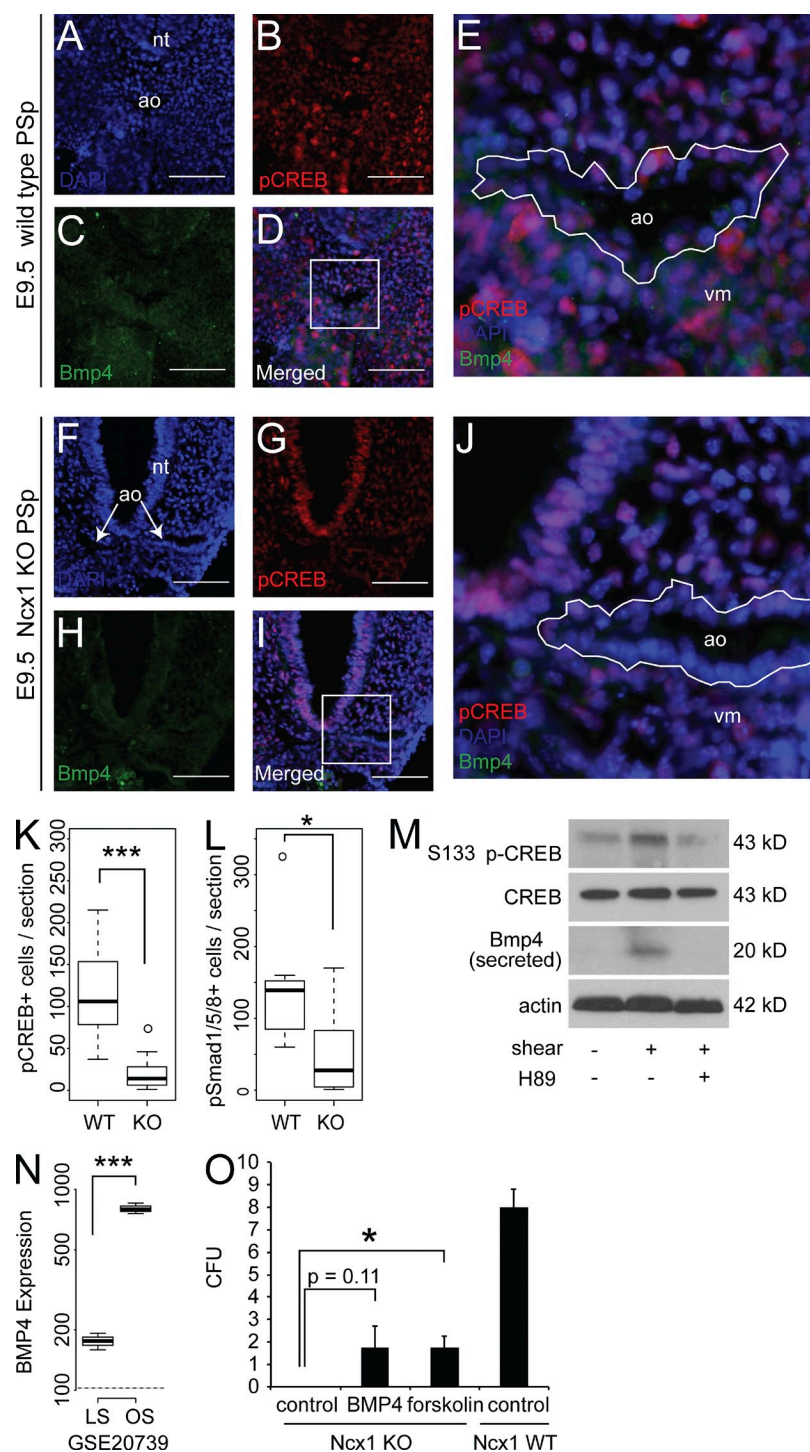 E9.5 wild type PSp
A
nt
ao
DAPI
B
pCREB
C
Bmp4
D
Merged
E
ao
vm
pCREB
DAPI
Bmp4
E9.5 Ncx1 KO PSp
F
nt
ao
DAPI
G
pCREB
H
Bmp4
I
Merged
J
ao
vm
pCREB
DAPI
Bmp4
K
***
pCREB+ cells / section
300
250
200
150
100
50
0
WT KO
L
*
pSmad1/5/8+ cells / section
350
250
150
50
0
WT KO
M
S133 p-CREB 43 kD
CREB 43 kD
Bmp4
(secreted) 20 kD
actin 42 kD
shear - + +
H89 - - +
N
***
BMP4 Expression
1000
500
200
100
LS OS
GSE20739
O
CFU
10
9
8
7
6
5
4
3
2
1
0
*
p = 0.11
control BMP4 forskolin control
Ncx1 KO Ncx1 WT